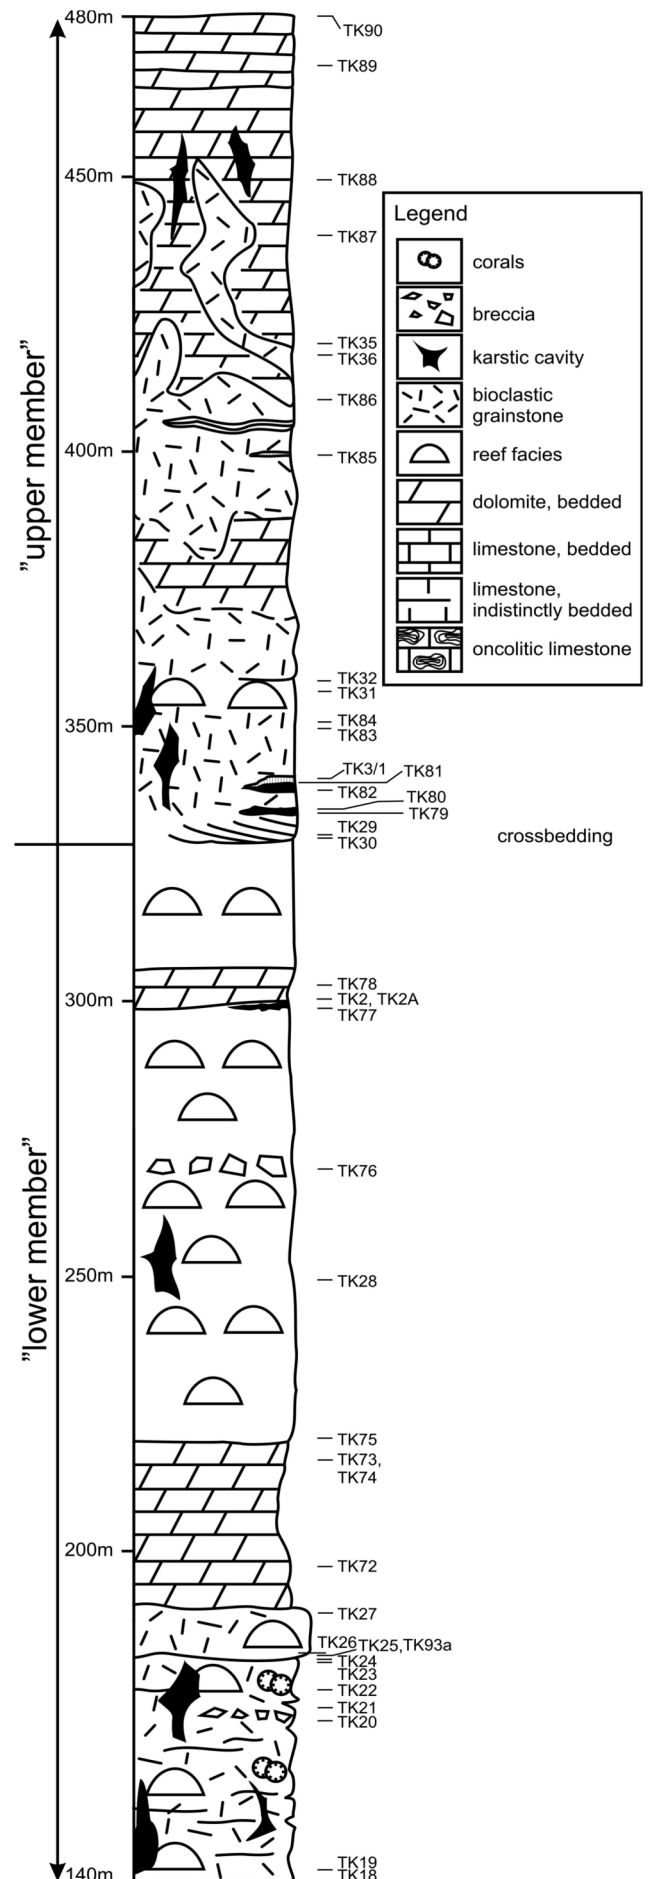 480m
TK90
TK89
450m
TK88
TK87
Legend
corals
breccia
karstic cavity
bioclastic
grainstone
reef facies
dolomite, bedded
limestone, bedded
limestone,
indistinctly bedded
oncolitic limestone
TK35
TK36
TK86
400m
TK85
"upper member"
TK32
TK31
350m
TK84
TK83
TK3/1
TK81
TK82
TK80
TK79
TK29
TK30
crossbedding
TK78
300m
TK2, TK2A
TK77
TK76
"lower member"
250m
TK28
TK75
TK73,
TK74
200m
TK72
TK27
TK26
TK25,TK93a
TK24
TK23
TK22
TK21
TK20
TK19
140m
TK18